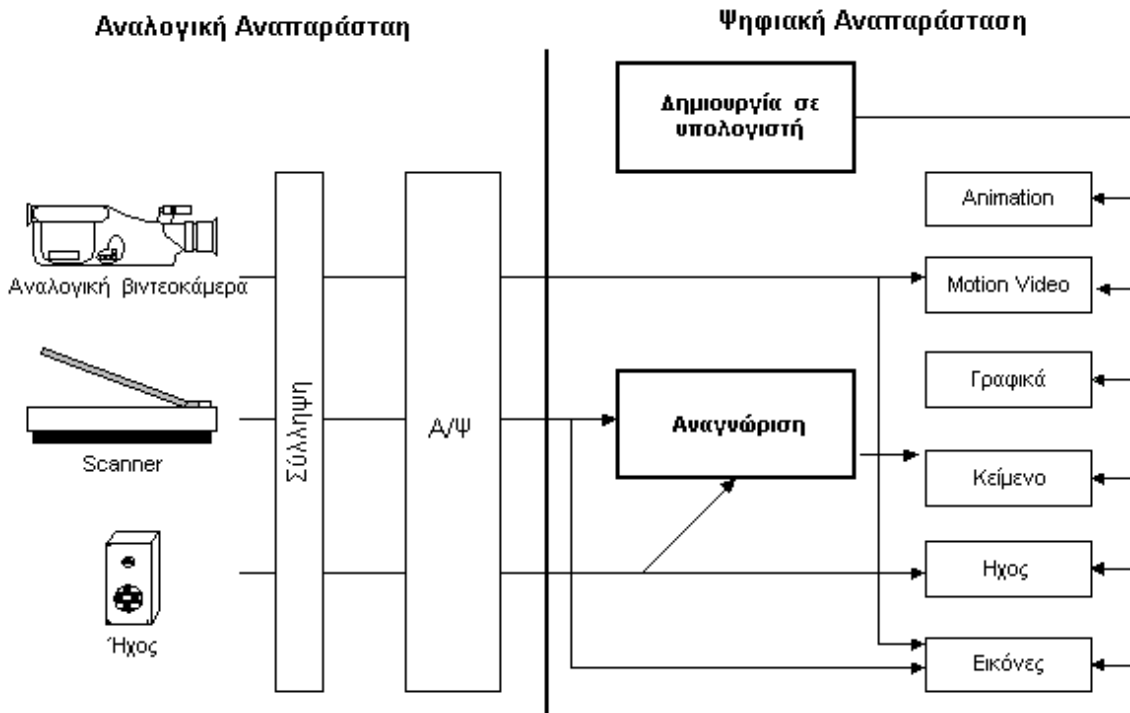 Αναλογική Αναπαράσταη
Ψηφιακή Αναπαράσταση
Δημιουργία σε
υπολογιστή
Animation
Αναλογική βιντεοκάμερα
Motion Video
Γραφικά
Σύλληψη
Α/Ψ
Αναγνώριση
Scanner
Κείμενο
Ήχος
Ηχος
Εικόνες